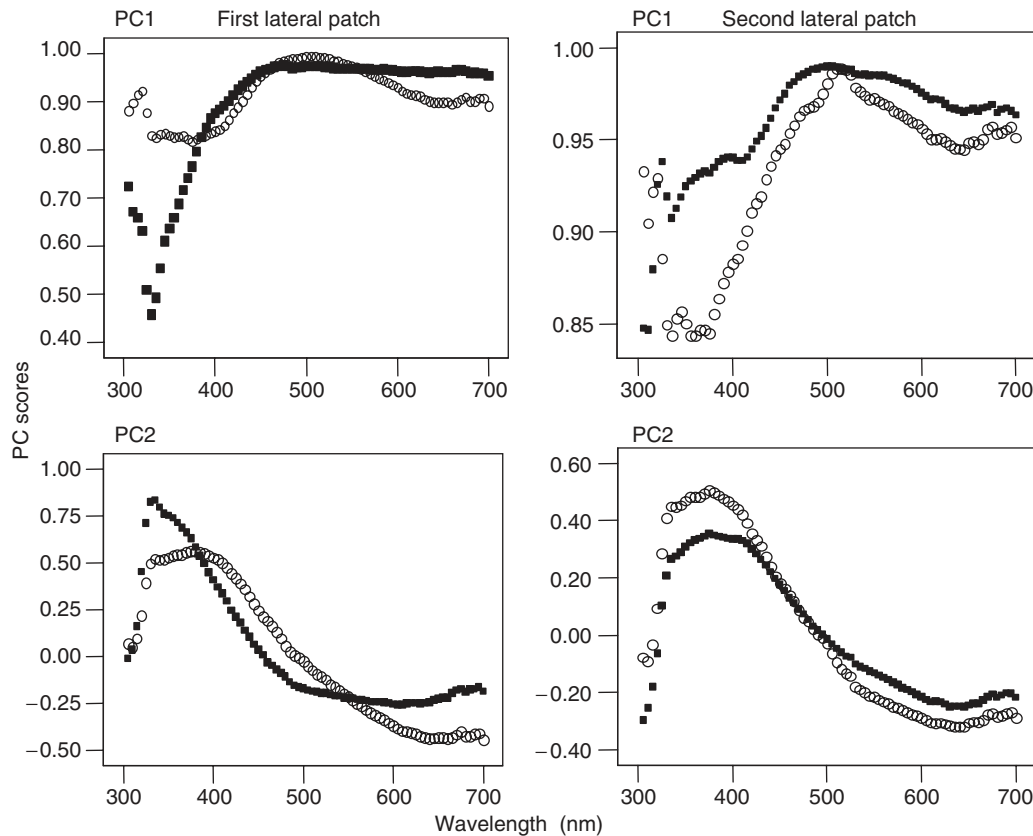 PC1 First lateral patch
1.00
0.90
0.80
0.70
0.60
0.50
0.40
300 400 500 600 700
PC1 Second lateral patch
1.00
0.95
0.90
0.85
300 400 500 600 700
PC scores
PC2
1.00
0.75
0.50
0.25
0.00
−0.25
−0.50
300 400 500 600 700
PC2
0.60
0.40
0.20
0.00
−0.20
−0.40
300 400 500 600 700
Wavelength (nm)